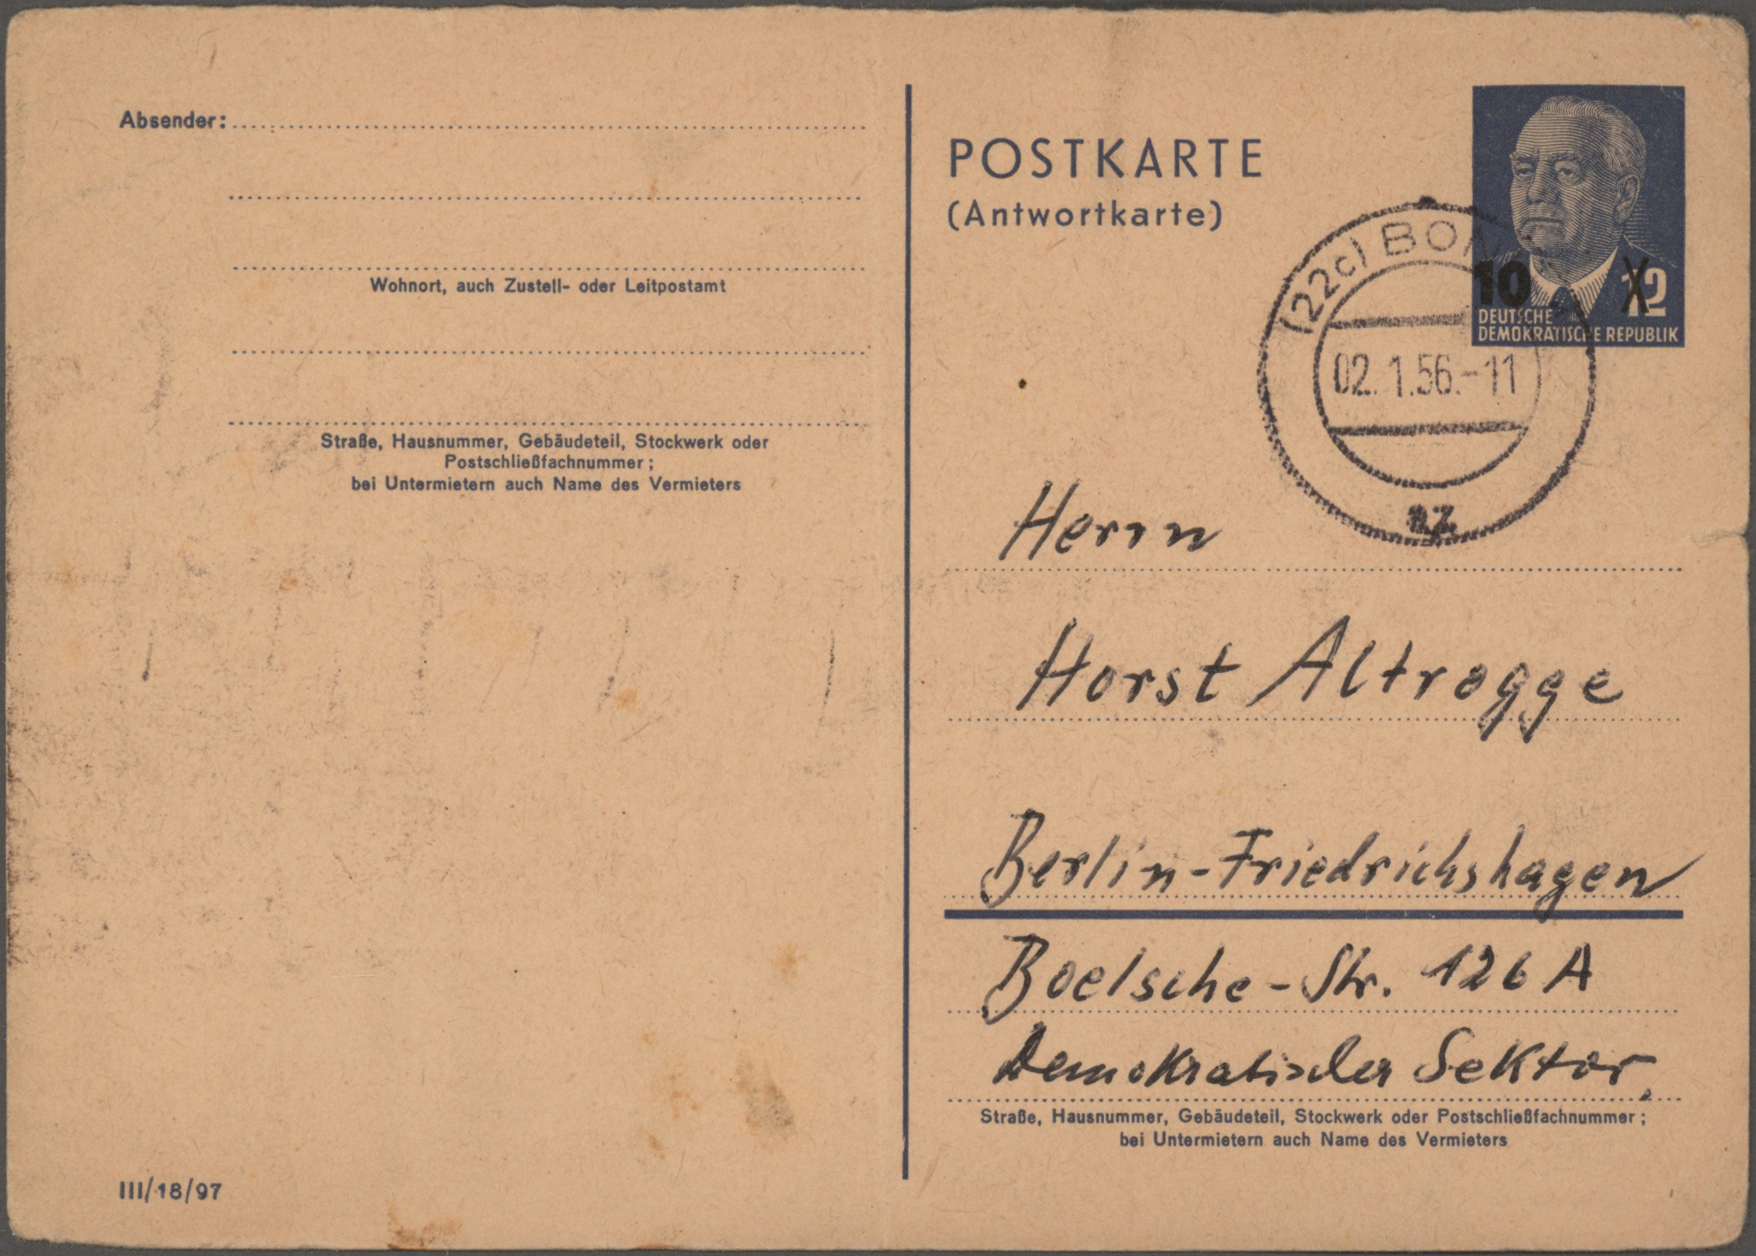 Absender:
Wohnort, auch Zustell- oder Leitpostamt
Straße, Hausnummer, Gebäudeteil, Stockwerk oder
Postschließfachnummer;
bei Untermietern auch Name des Vermieters
III/18/97
POSTKARTE
(Antwortkarte)
10 12
DEUTSCHE
DEMOKRATISCHE REPUBLIK
(22c) BONN
02.1.56.-11
Herrn
Horst Altrogge
Berlin-Friedrichshagen
Boelsche-Str. 126 A
Demokratischer Sektor.
Straße, Hausnummer, Gebäudeteil, Stockwerk oder Postschließfachnummer;
bei Untermietern auch Name des Vermieters